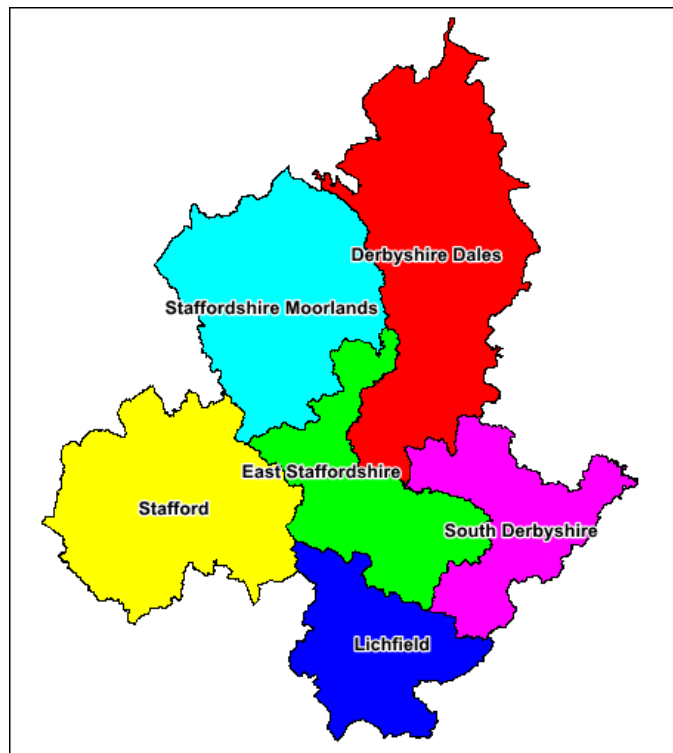 Derbyshire Dales
Staffordshire Moorlands
East Staffordshire
Stafford
South Derbyshire
Lichfield